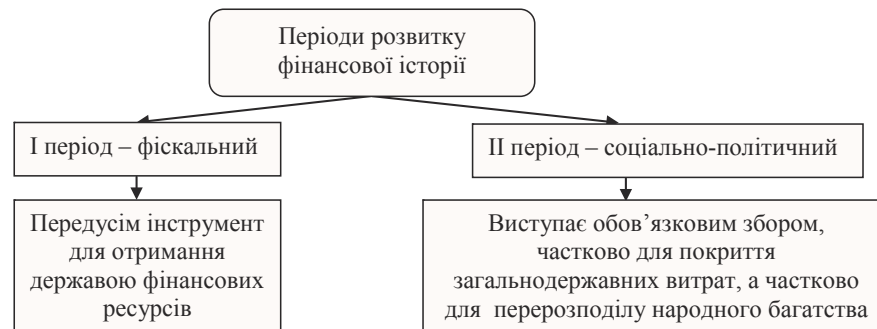 Періоди розвитку
фінансової історії
І період – фіскальний
ІІ період – соціально-політичний
Передусім інструмент
для отримання
державою фінансових
ресурсів
Виступає обов’язковим збором,
частково для покриття
загальнодержавних витрат, а частково
для перерозподілу народного багатства